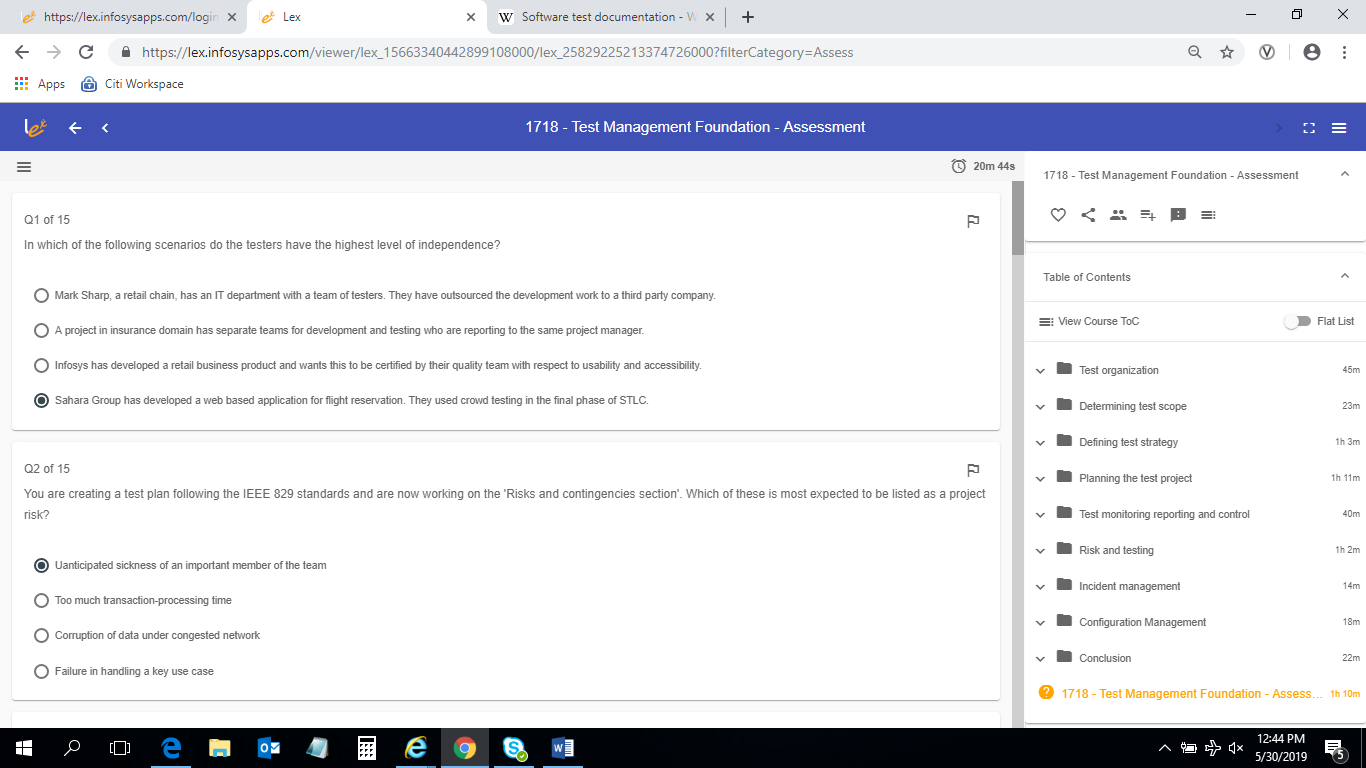 https://lex.infosysapps.com/login
Lex
Software test documentation - W
https://lex.infosysapps.com/viewer/lex_15663340442899108000/lex_25829225213374726000?filterCategory=Assess
Apps
Citi Workspace
Lex
1718 - Test Management Foundation - Assessment
20m 44s
Q1 of 15
In which of the following scenarios do the testers have the highest level of independence?
Mark Sharp, a retail chain, has an IT department with a team of testers. They have outsourced the development work to a third party company.
A project in insurance domain has separate teams for development and testing who are reporting to the same project manager.
Infosys has developed a retail business product and wants this to be certified by their quality team with respect to usability and accessibility.
Sahara Group has developed a web based application for flight reservation. They used crowd testing in the final phase of STLC.
Q2 of 15
You are creating a test plan following the IEEE 829 standards and are now working on the 'Risks and contingencies section'. Which of these is most expected to be listed as a project
risk?
Uanticipated sickness of an important member of the team
Too much transaction-processing time
Corruption of data under congested network
Failure in handling a key use case
1718 - Test Management Foundation - Assessment
Table of Contents
View Course ToC
Flat List
Test organization 45m
Determining test scope 23m
Defining test strategy 1h 3m
Planning the test project 1h 11m
Test monitoring reporting and control 40m
Risk and testing 1h 2m
Incident management 14m
Configuration Management 18m
Conclusion 22m
1718 - Test Management Foundation - Assess... 1h 10m
12:44 PM
5/30/2019
5